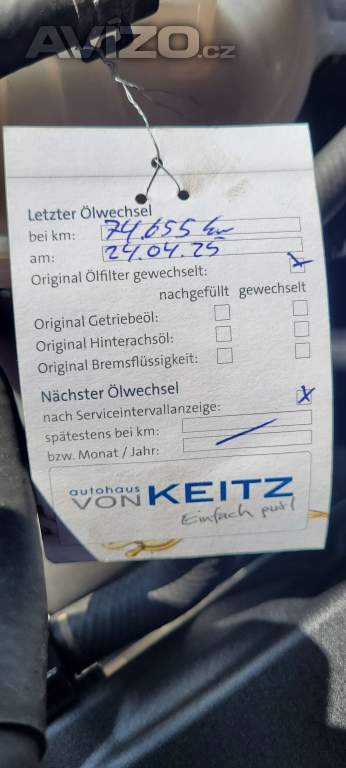 AVÍZO.cz
Letzter Ölwechsel
bei km: 74.655 km
am: 24.04.25
Original Ölfilter gewechselt: x
nachgefüllt gewechselt
Original Getriebeöl:
Original Hinterachsöl:
Original Bremsflüssigkeit:
Nächster Ölwechsel
nach Serviceintervallanzeige: x
spätestens bei km:
bzw. Monat / Jahr:
autohaus
VON KEITZ
Einfach gut!